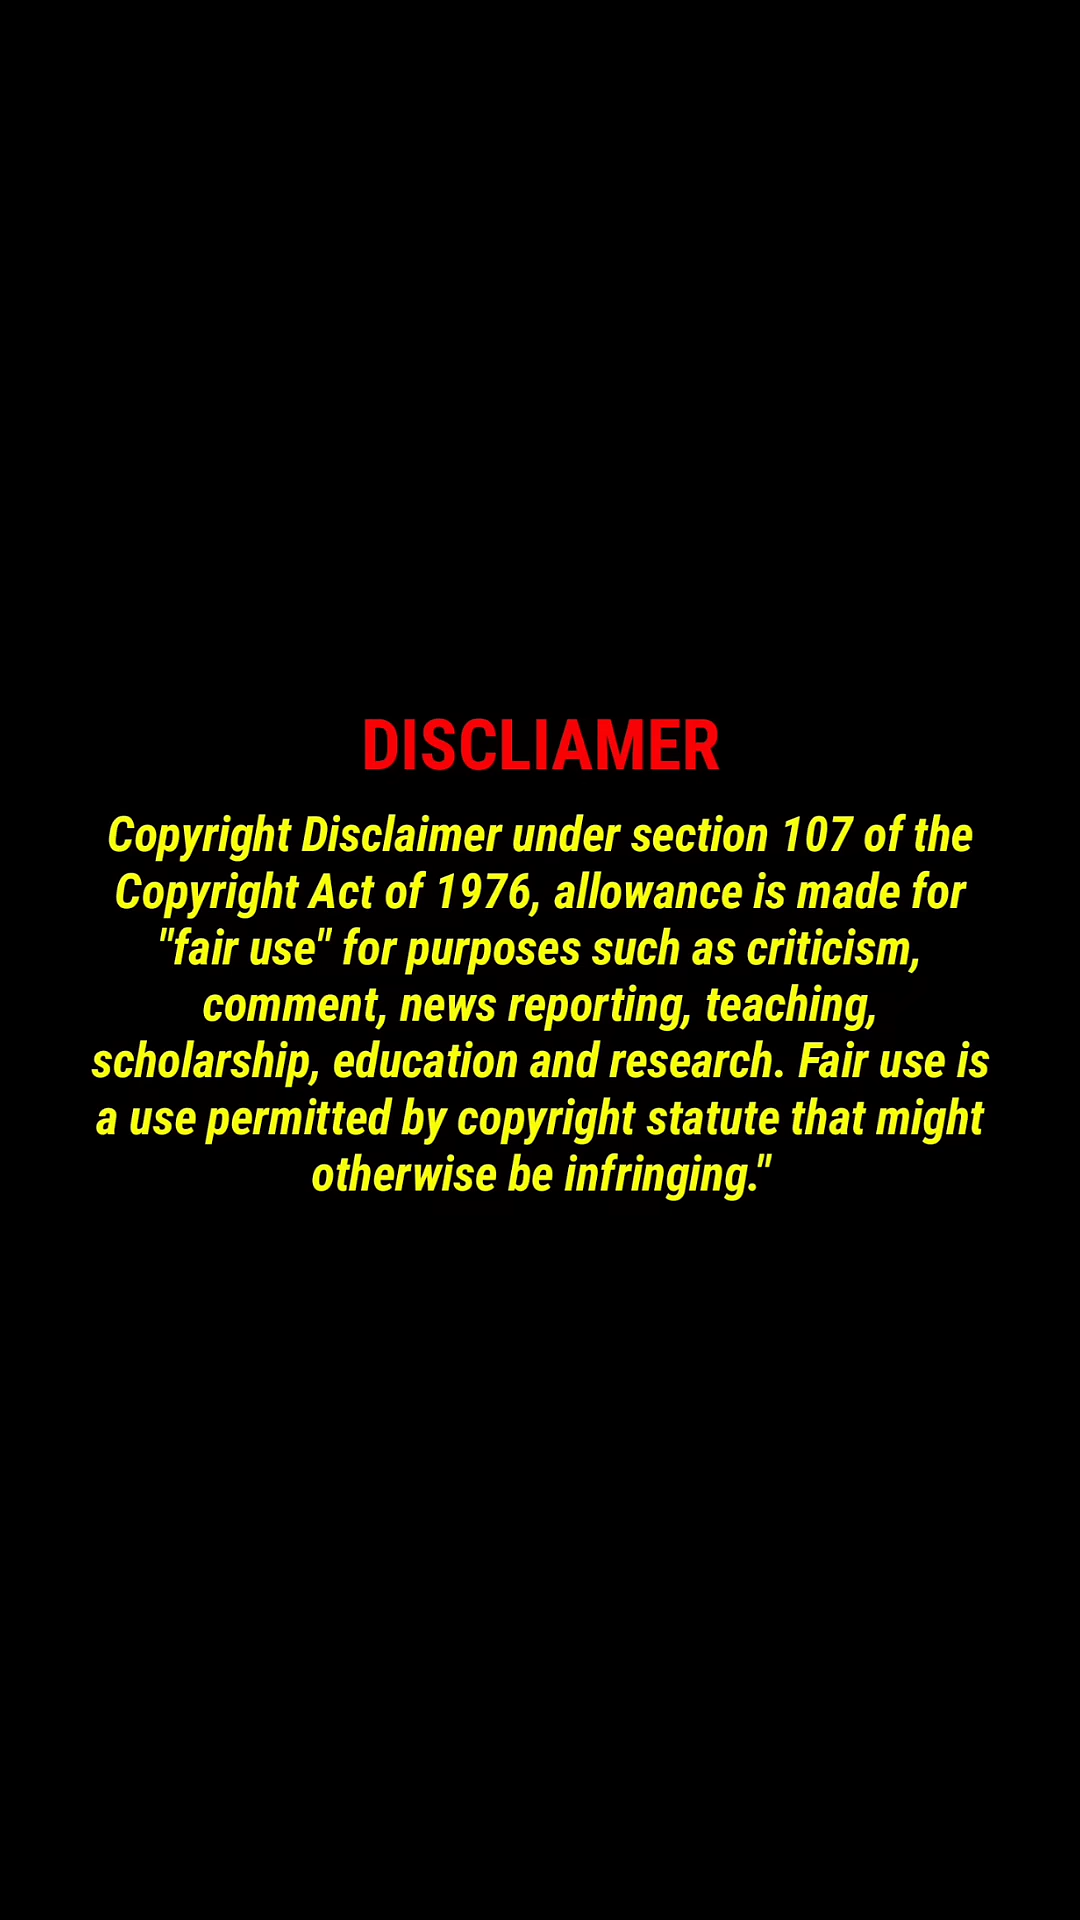 DISCLIAMER
Copyright Disclaimer under section 107 of the
Copyright Act of 1976, allowance is made for
"fair use" for purposes such as criticism,
comment, news reporting, teaching,
scholarship, education and research. Fair use is
a use permitted by copyright statute that might
otherwise be infringing."